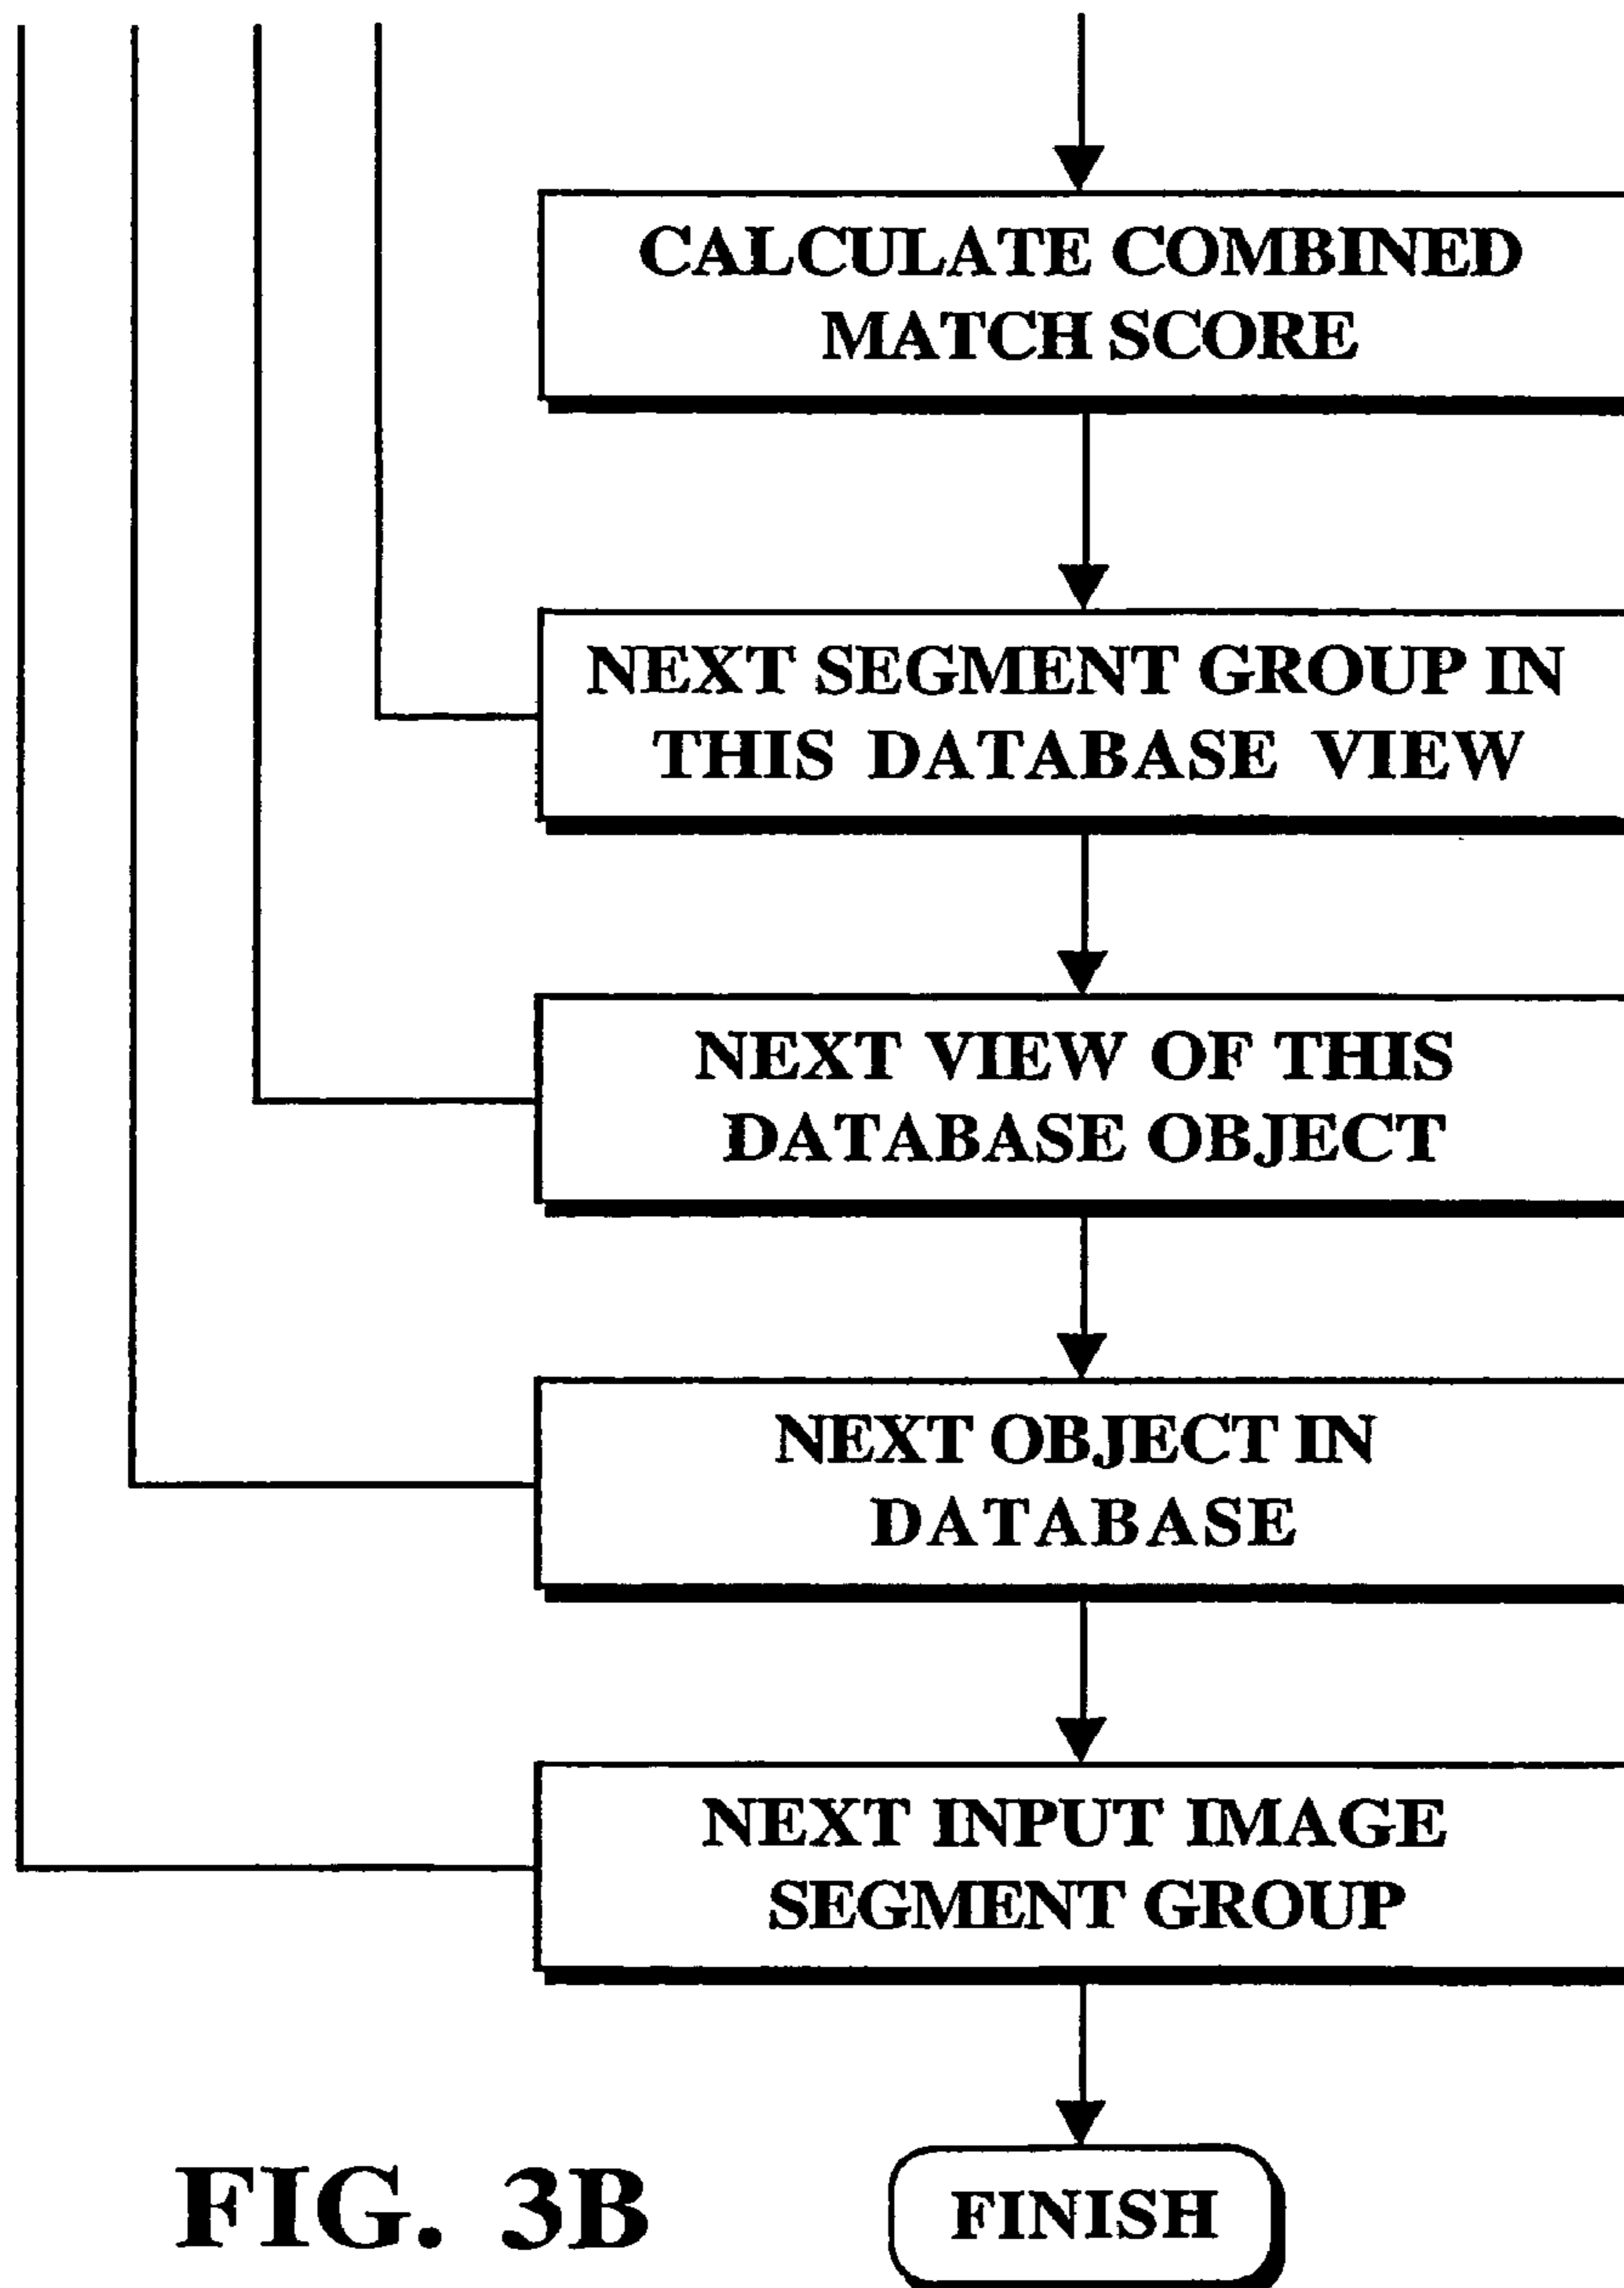 CALCULATE COMBINED
MATCH SCORE
NEXT SEGMENT GROUP IN
THIS DATABASE VIEW
NEXT VIEW OF THIS
DATABASE OBJECT
NEXT OBJECT IN
DATABASE
NEXT INPUT IMAGE
SEGMENT GROUP
FINISH
FIG. 3B